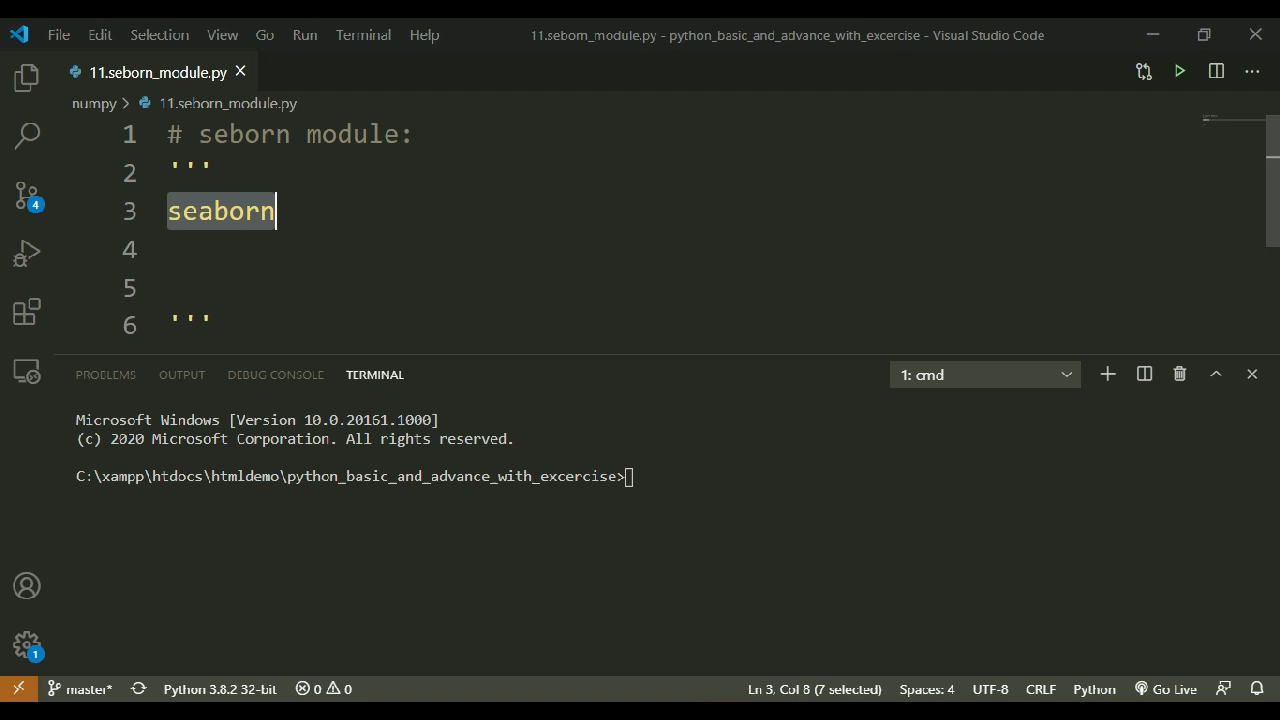 File Edit Selection View Go Run Terminal Help 11.seborn_module.py - python_basic_and_advance_with_excercise - Visual Studio Code
11.seborn_module.py
numpy > 11.seborn_module.py
1 # seborn module:
2 '''
3 seaborn
4
5
6 '''
4
PROBLEMS OUTPUT DEBUG CONSOLE TERMINAL 1: cmd
Microsoft Windows [Version 10.0.20161.1000]
(c) 2020 Microsoft Corporation. All rights reserved.
C:\xampp\htdocs\htmldemo\python_basic_and_advance_with_excercise>
1
master* Python 3.8.2 32-bit 0 0 Ln 3, Col 8 (7 selected) Spaces: 4 UTF-8 CRLF Python Go Live